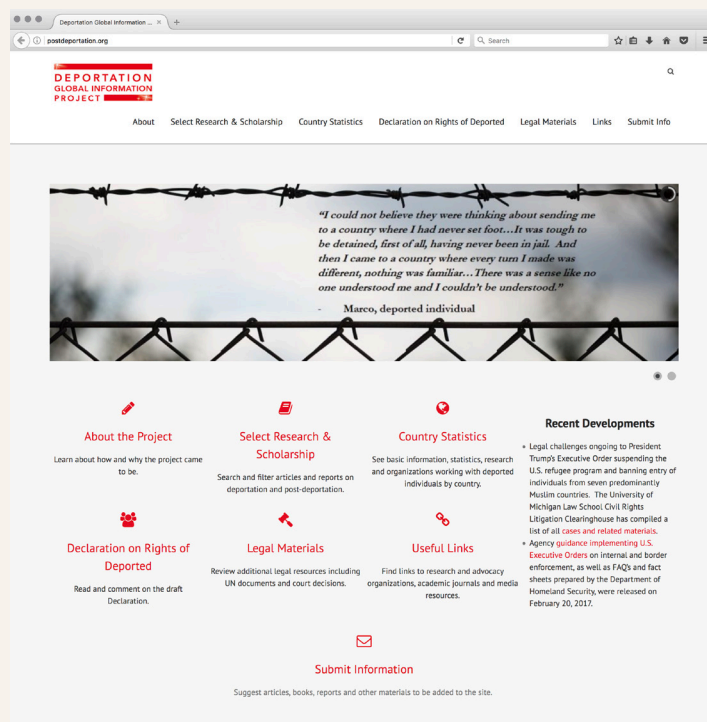 Deportation Global Information ...
postdeportation.org
Search
DEPORTATION
GLOBAL INFORMATION
PROJECT
About Select Research & Scholarship Country Statistics Declaration on Rights of Deported Legal Materials Links Submit Info
“I could not believe they were thinking about sending me
to a country where I had never set foot…It was tough to
be detained, first of all, having never been in jail. And
then I came to a country where every turn I made was
different, nothing was familiar…There was a sense like no
one understood me and I couldn’t be understood.”
- Marco, deported individual
About the Project
Learn about how and why the project came
to be.
Select Research &
Scholarship
Search and filter articles and reports on
deportation and post-deportation.
Country Statistics
See basic information, statistics, research
and organizations working with deported
individuals by country.
Declaration on Rights of
Deported
Read and comment on the draft
Declaration.
Legal Materials
Review additional legal resources including
UN documents and court decisions.
Useful Links
Find links to research and advocacy
organizations, academic journals and media
resources.
Submit Information
Suggest articles, books, reports and other materials to be added to the site.
Recent Developments
Legal challenges ongoing to President
Trump's Executive Order suspending the
U.S. refugee program and banning entry of
individuals from seven predominantly
Muslim countries. The University of
Michigan Law School Civil Rights
Litigation Clearinghouse has compiled a
list of all cases and related materials.
Agency guidance implementing U.S.
Executive Orders on internal and border
enforcement, as well as FAQ's and fact
sheets prepared by the Department of
Homeland Security, were released on
February 20, 2017.